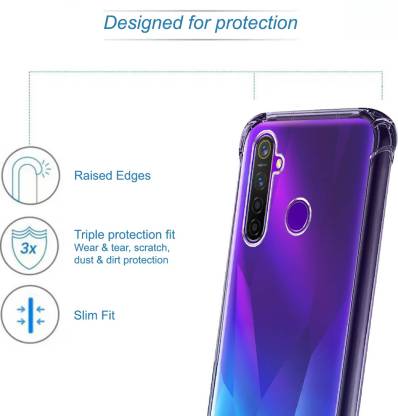 Designed for protection
Raised Edges
3x
Triple protection fit
Wear & tear, scratch,
dust & dirt protection
Slim Fit